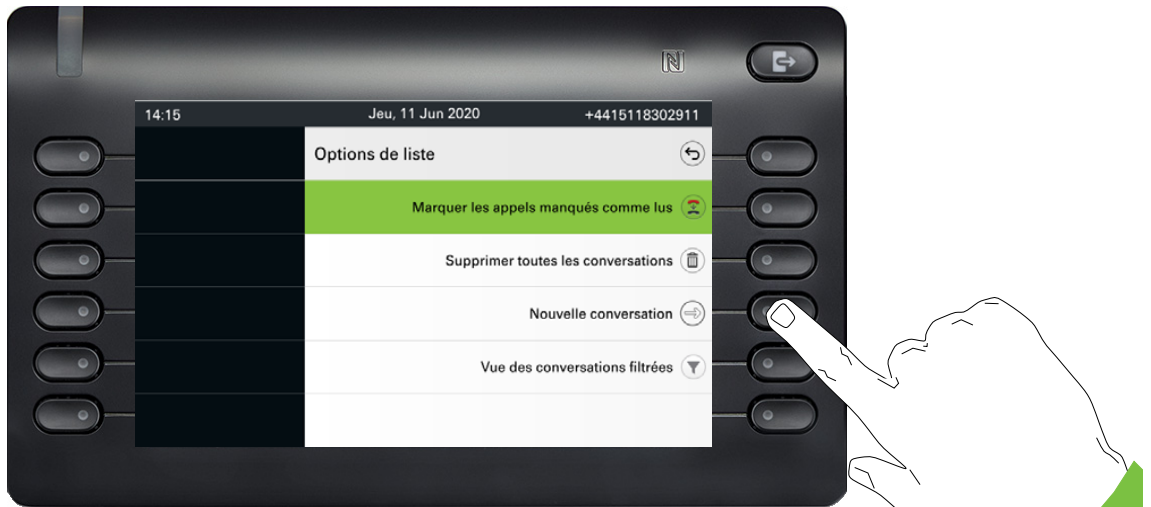 14:15 Jeu, 11 Jun 2020 +4415118302911
Options de liste
Marquer les appels manqués comme lus
Supprimer toutes les conversations
Nouvelle conversation
Vue des conversations filtrées